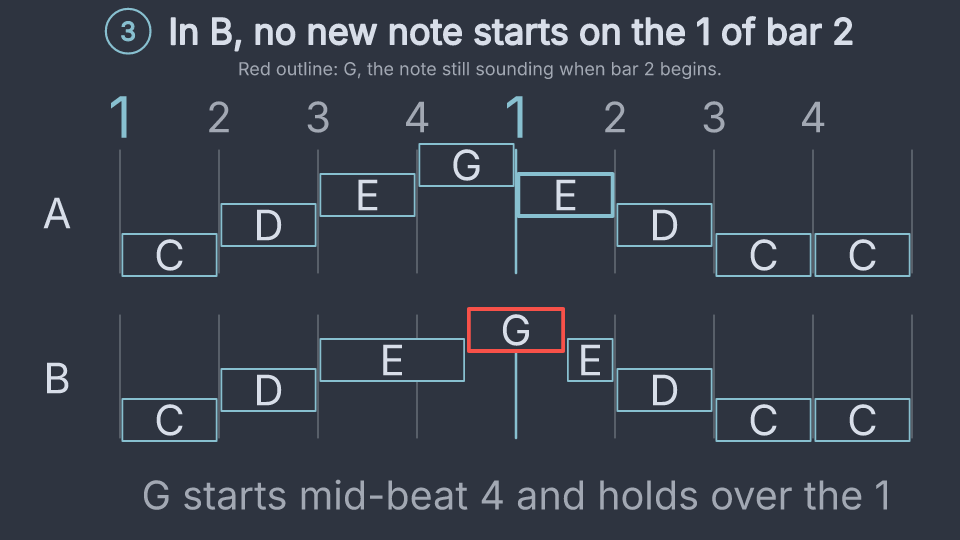 3 In B, no new note starts on the 1 of bar 2
Red outline: G, the note still sounding when bar 2 begins.
1 2 3 4 1 2 3 4
A C D E G E D C C
B C D E G E D C C
G starts mid-beat 4 and holds over the 1